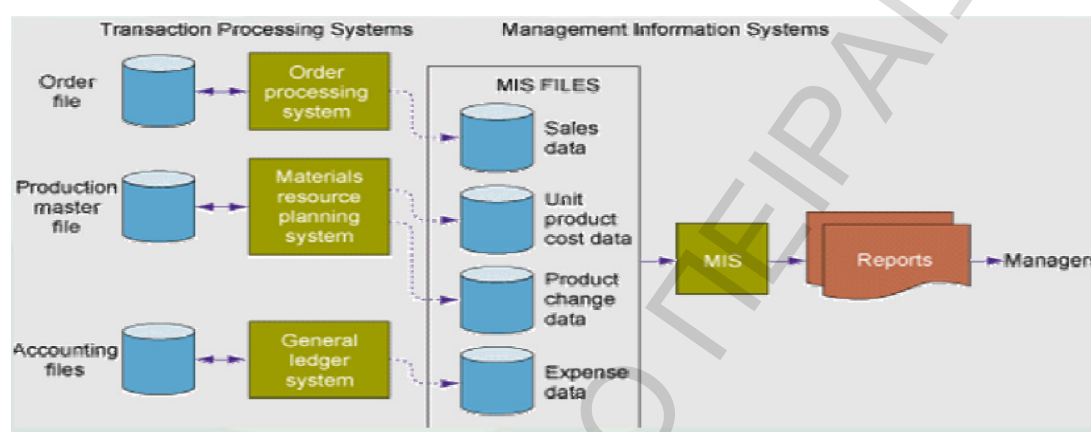 Transaction Processing Systems
Management Information Systems
Order
file
Order
processing
system
Production
master
file
Materials
resource
planning
system
Accounting
files
General
ledger
system
MIS FILES
Sales
data
Unit
product
cost data
Product
change
data
Expense
data
MIS
Reports
Managers
Ο ΠΕΙΡΑΙ